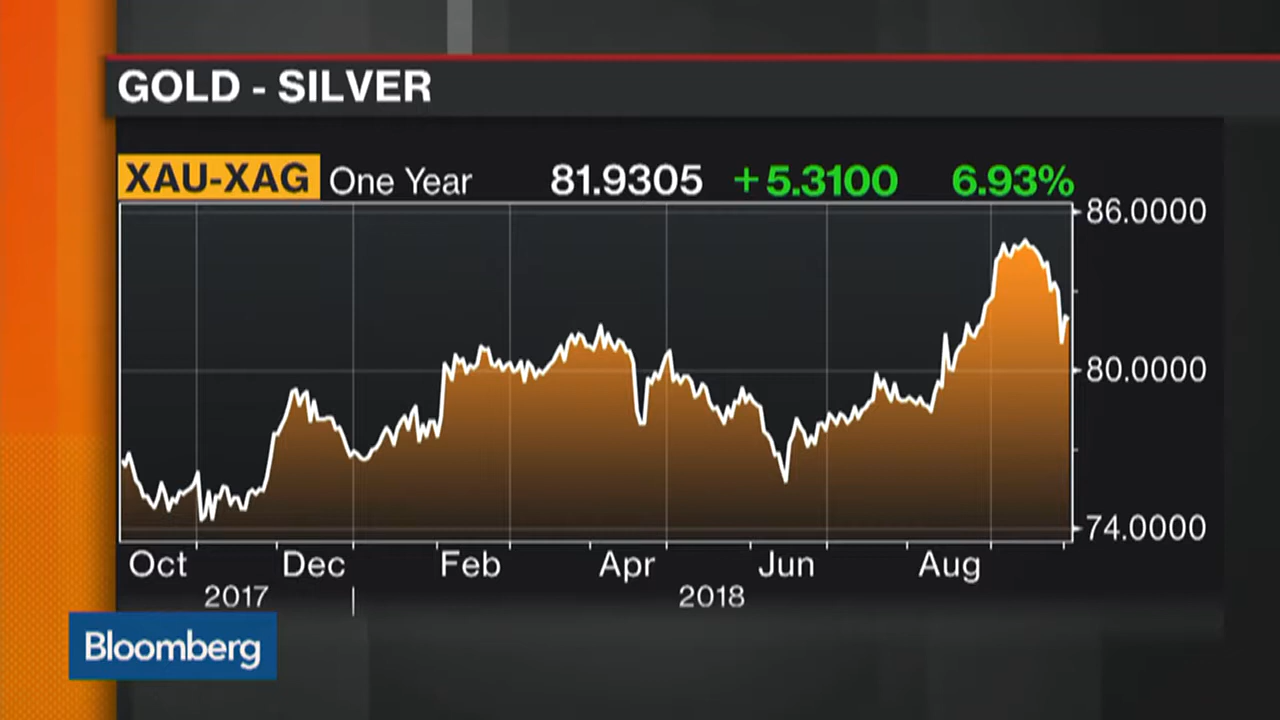 GOLD - SILVER
XAU-XAG One Year 81.9305 +5.3100 6.93%
86.0000
80.0000
74.0000
Oct Dec Feb Apr Jun Aug
2017 2018
Bloomberg